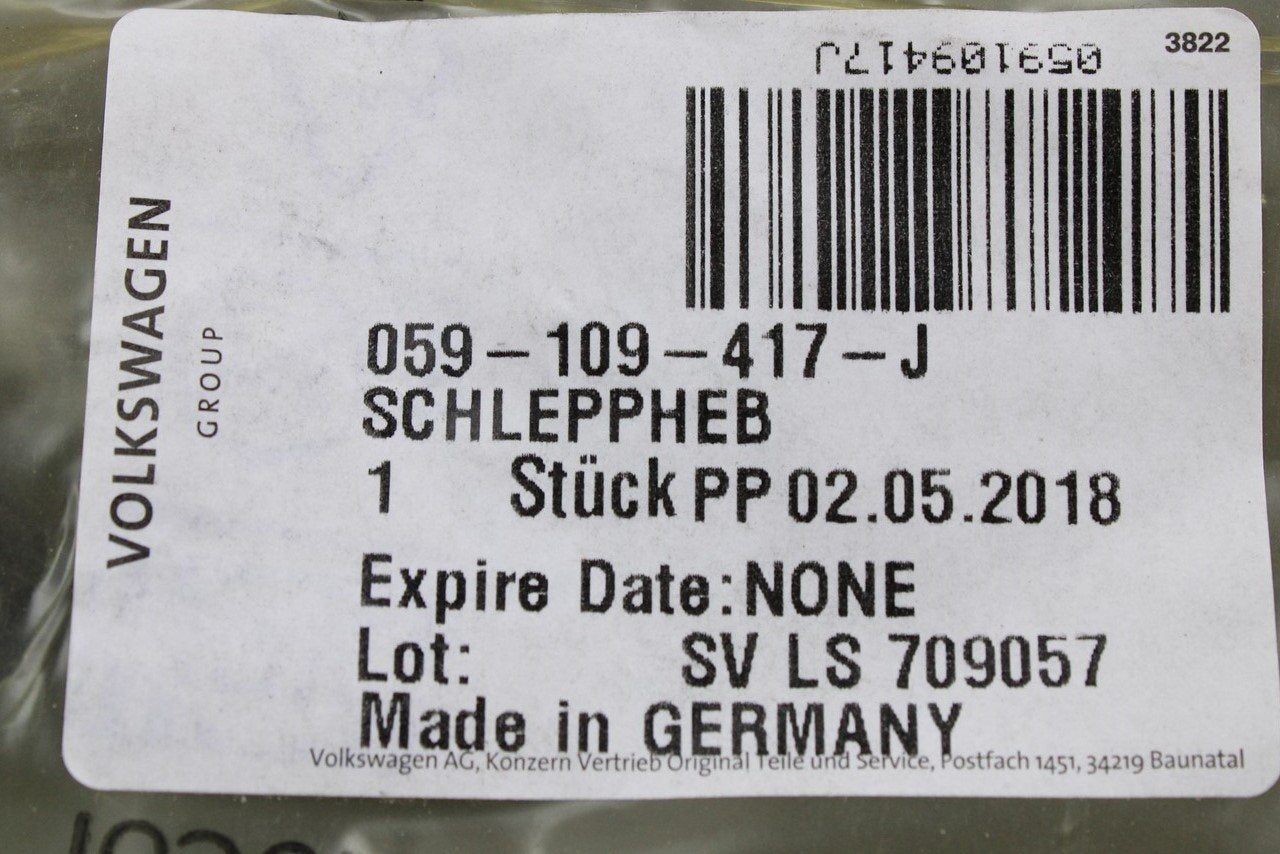 3822
059109417J
VOLKSWAGEN
GROUP
059-109-417-J
SCHLEPPHEB
1 Stück PP 02.05.2018
Expire Date:NONE
Lot: SV LS 709057
Made in GERMANY
Volkswagen AG, Konzern Vertrieb Original Teile und Service, Postfach 1451, 34219 Baunatal